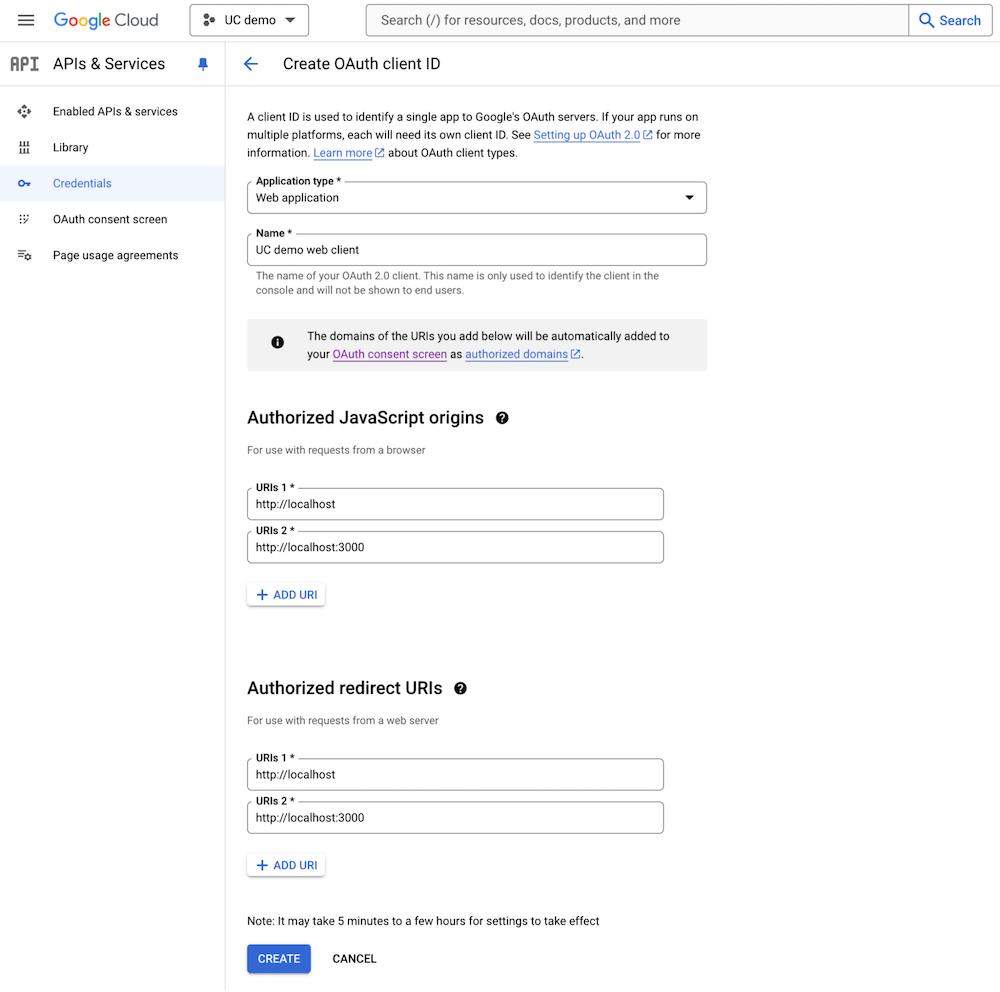 Google Cloud
UC demo
Search (/) for resources, docs, products, and more
Search
API
APIs & Services
Create OAuth client ID
Enabled APIs & services
Library
Credentials
OAuth consent screen
Page usage agreements
A client ID is used to identify a single app to Google's OAuth servers. If your app runs on
multiple platforms, each will need its own client ID. See Setting up OAuth 2.0 for more
information. Learn more about OAuth client types.
Application type *
Web application
Name *
UC demo web client
The name of your OAuth 2.0 client. This name is only used to identify the client in the
console and will not be shown to end users.
The domains of the URIs you add below will be automatically added to
your OAuth consent screen as authorized domains.
Authorized JavaScript origins
For use with requests from a browser
URIs 1 *
http://localhost
URIs 2 *
http://localhost:3000
+ ADD URI
Authorized redirect URIs
For use with requests from a web server
URIs 1 *
http://localhost
URIs 2 *
http://localhost:3000
+ ADD URI
Note: It may take 5 minutes to a few hours for settings to take effect
CREATE
CANCEL